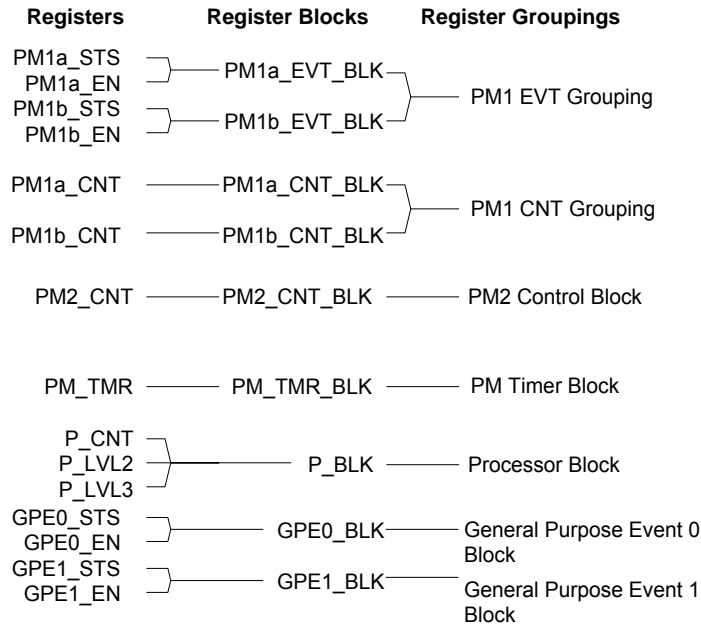 Registers Register Blocks Register Groupings
PM1a_STS
PM1a_EN
PM1a_EVT_BLK
PM1b_STS
PM1b_EN
PM1b_EVT_BLK
PM1 EVT Grouping
PM1a_CNT PM1a_CNT_BLK
PM1b_CNT PM1b_CNT_BLK
PM1 CNT Grouping
PM2_CNT PM2_CNT_BLK PM2 Control Block
PM_TMR PM_TMR_BLK PM Timer Block
P_CNT
P_LVL2
P_LVL3
P_BLK Processor Block
GPE0_STS
GPE0_EN
GPE0_BLK General Purpose Event 0
Block
GPE1_STS
GPE1_EN
GPE1_BLK General Purpose Event 1
Block